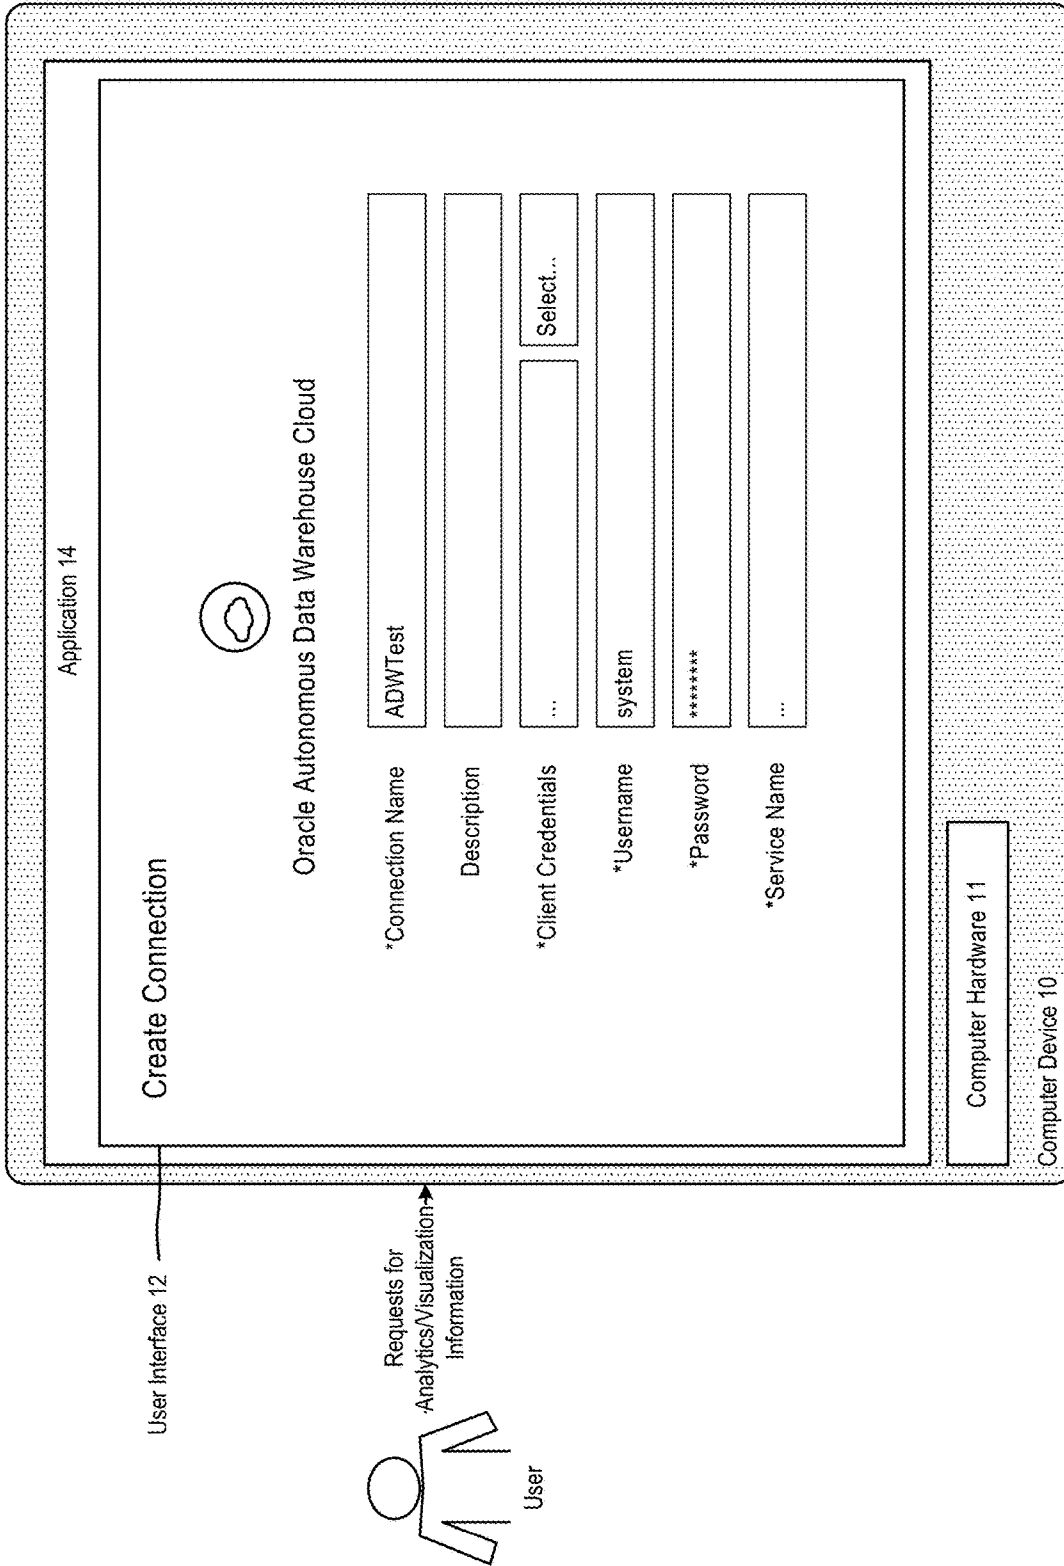 Application 14
User Interface 12
Create Connection
Oracle Autonomous Data Warehouse Cloud
*Connection Name
ADWTest
Description
*Client Credentials
...
Select...
*Username
system
*Password
********
*Service Name
...
Requests for
Analytics/Visualization
Information
User
Computer Hardware 11
Computer Device 10